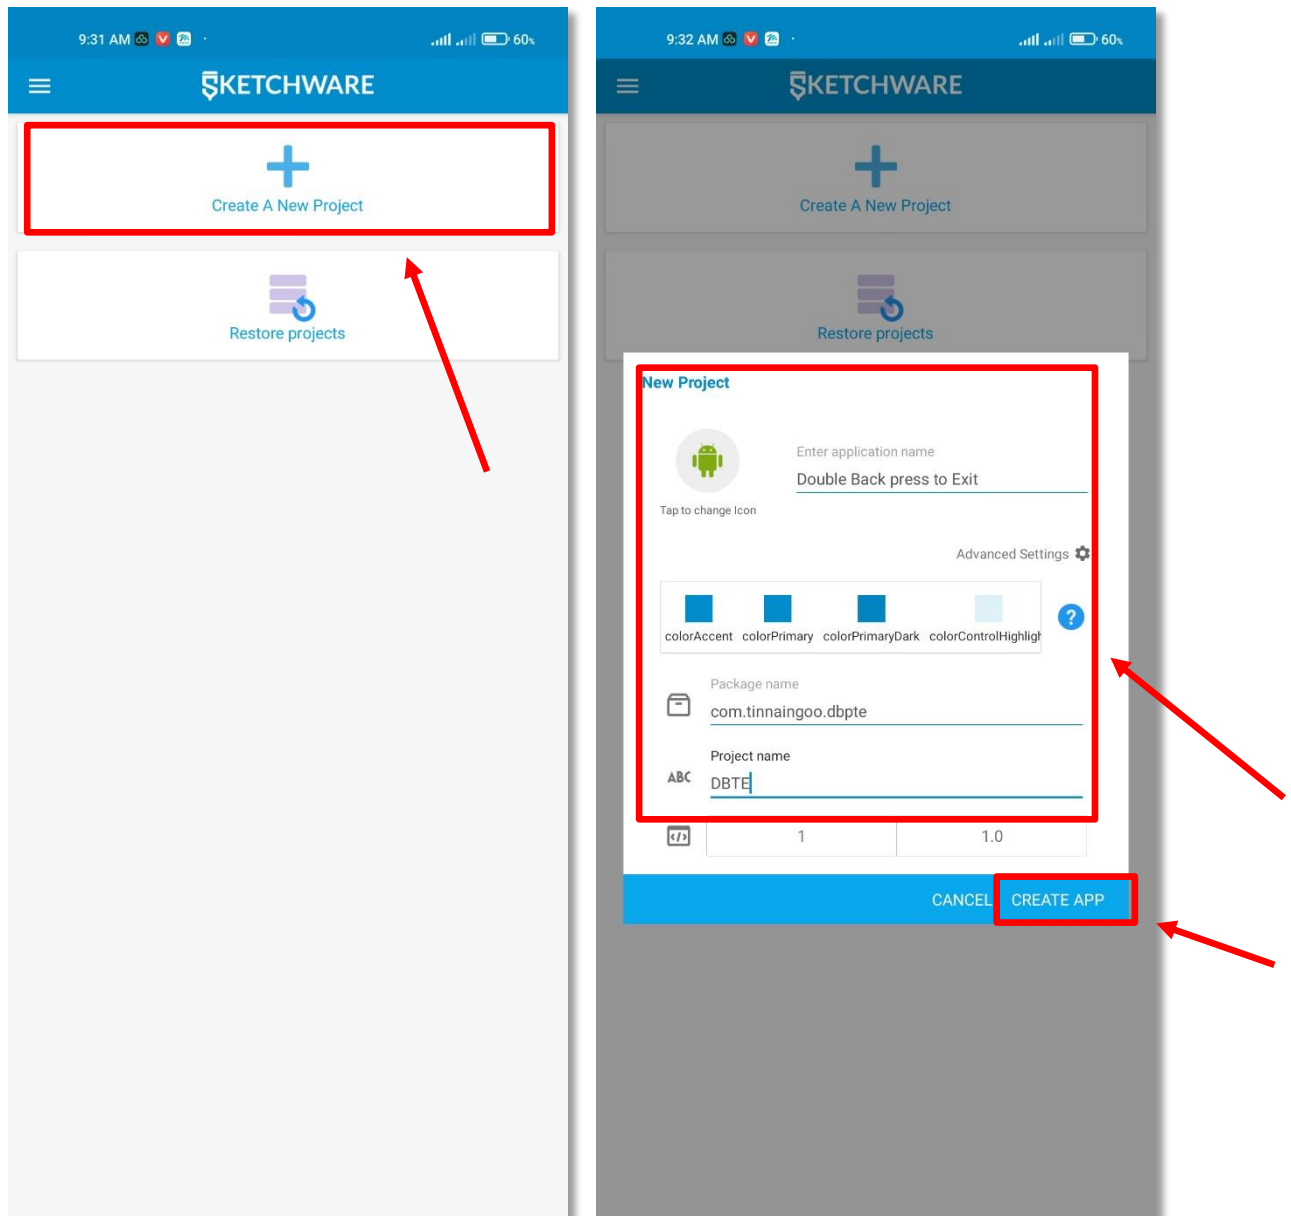 9:31 AM
60%
SKETCHWARE
Create A New Project
Restore projects
9:32 AM
60%
SKETCHWARE
Create A New Project
Restore projects
New Project
Enter application name
Double Back press to Exit
Tap to change Icon
Advanced Settings
?
colorAccent colorPrimary colorPrimaryDark colorControlHighligh
Package name
com.tinnaingoo.dbpte
Project name
ABC
DBTE
</>
1 1.0
CANCEL CREATE APP